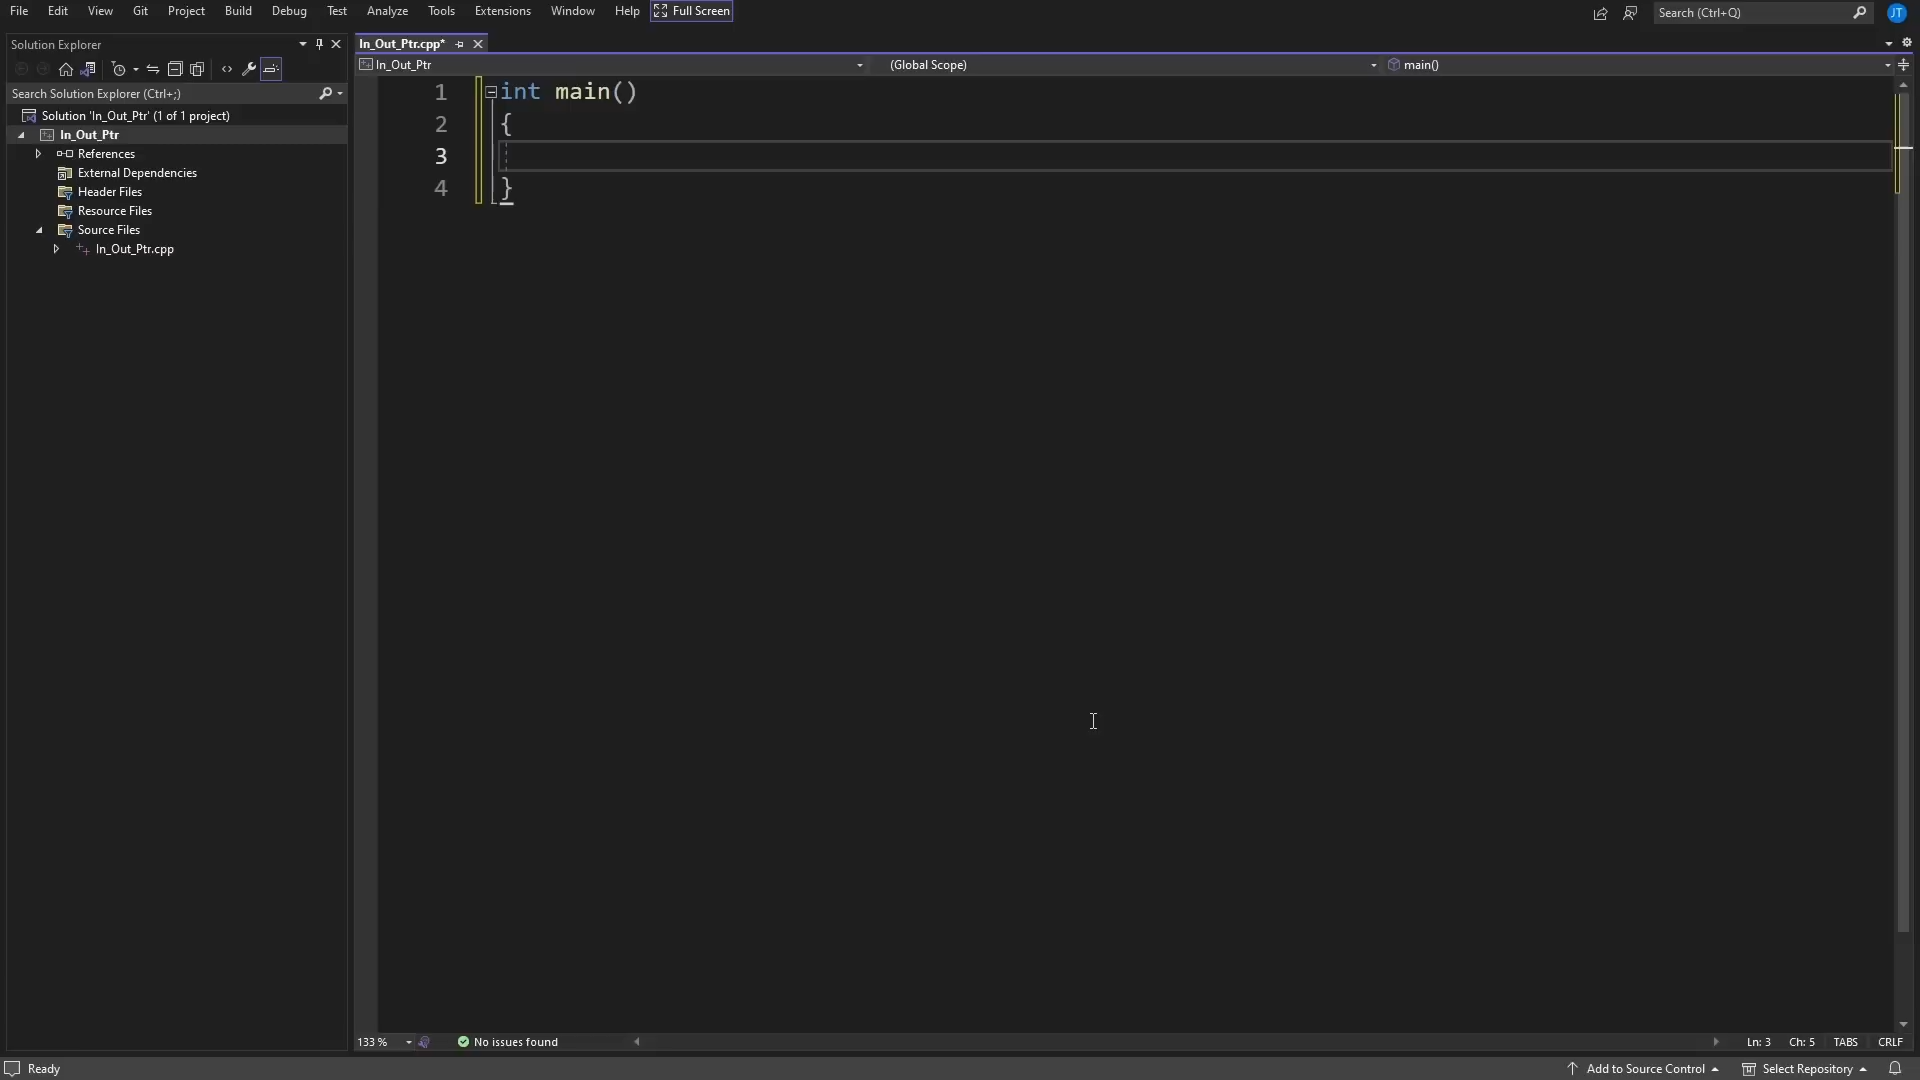 File Edit View Git Project Build Debug Test Analyze Tools Extensions Window Help Full Screen Search (Ctrl+Q) JT
Solution Explorer
In_Out_Ptr.cpp*
In_Out_Ptr (Global Scope) main()
Search Solution Explorer (Ctrl+;)
Solution 'In_Out_Ptr' (1 of 1 project)
In_Out_Ptr
References
External Dependencies
Header Files
Resource Files
Source Files
In_Out_Ptr.cpp
1 int main()
2 {
3
4 }
133 % No issues found Ln: 3 Ch: 5 TABS CRLF
Ready Add to Source Control Select Repository